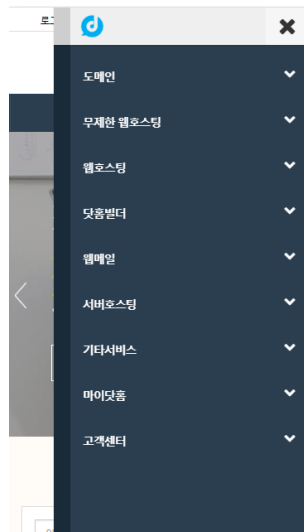 도메인
무제한 웹호스팅
웹호스팅
닷홈빌더
웹메일
서버호스팅
기타서비스
마이닷홈
고객센터